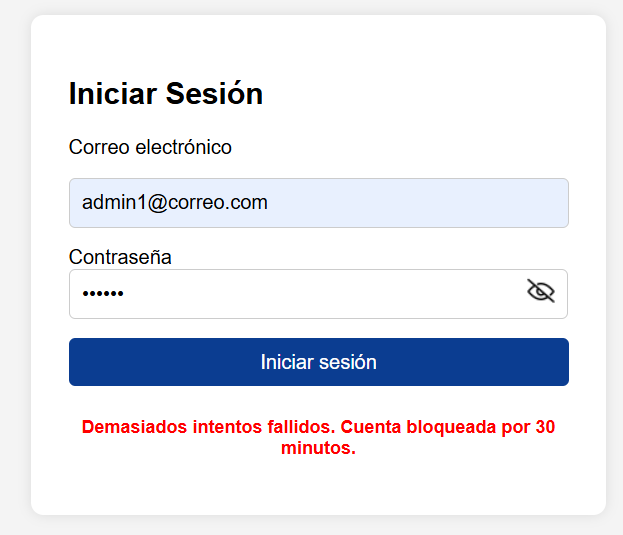 Iniciar Sesión
Correo electrónico
admin1@correo.com
Contraseña
••••••
Iniciar sesión
Demasiados intentos fallidos. Cuenta bloqueada por 30
minutos.